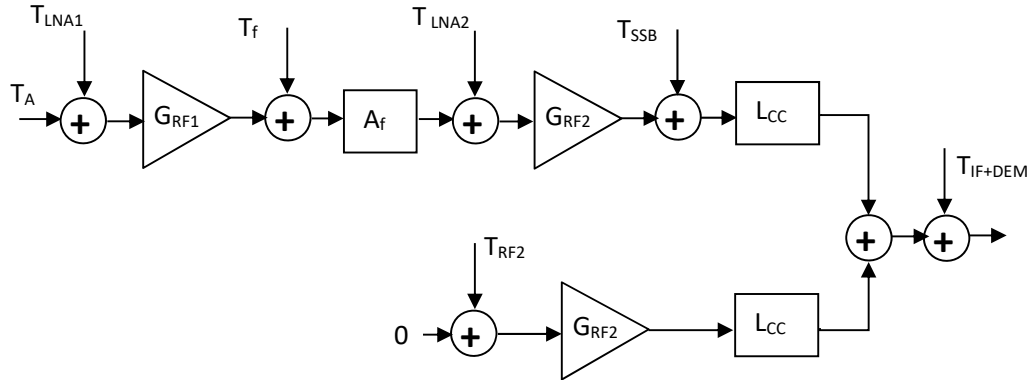 T_LNA1
T_f
T_LNA2
T_SSB
T_A
+
G_RF1
+
A_f
+
G_RF2
+
L_CC
T_IF+DEM
+
+
T_RF2
0
+
G_RF2
L_CC